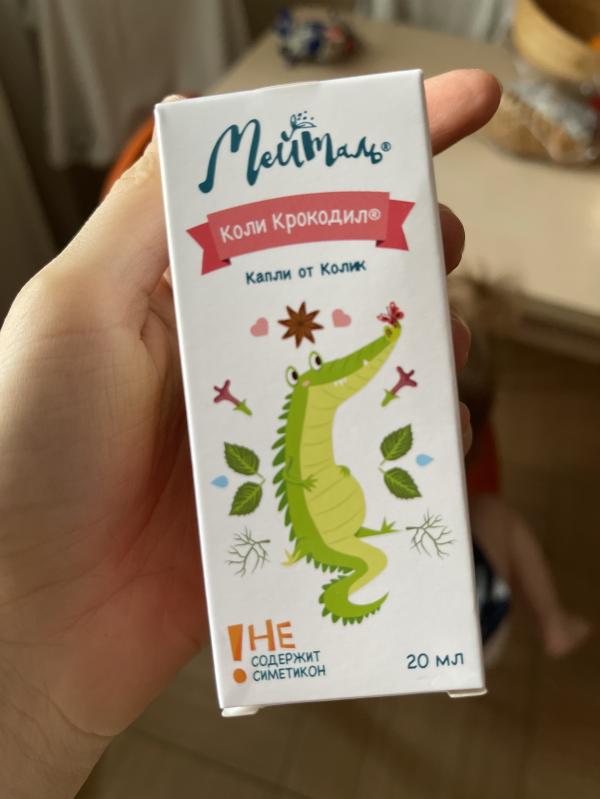 Мейталь®
Коли Крокодил®
Капли от Колик
!НЕ
СОДЕРЖИТ
СИМЕТИКОН
20 мл